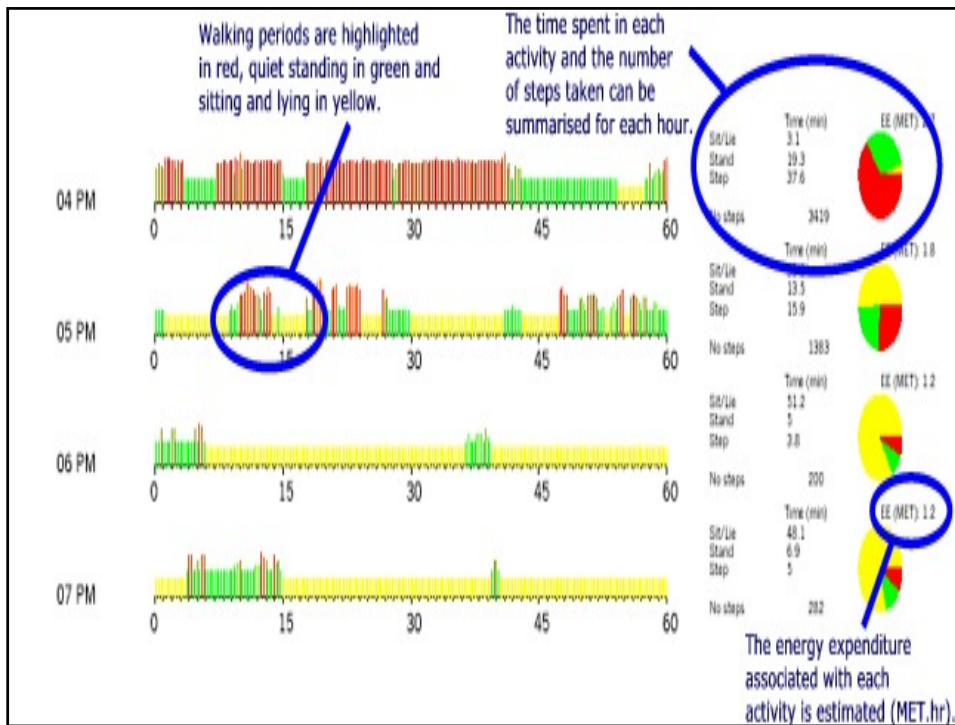 Walking periods are highlighted
in red, quiet standing in green and
sitting and lying in yellow.
The time spent in each
activity and the number
of steps taken can be
summarised for each hour.
04 PM
0 15 30 45 60
Time (min) EE (MET):
Sit/Lie 3.1
Stand 19.3
Step 37.6
No steps 3419
05 PM
0 15 30 45 60
Time (min) EE (MET): 1.8
Sit/Lie
Stand 13.5
Step 15.9
No steps 1383
06 PM
0 15 30 45 60
Time (min) EE (MET): 1.2
Sit/Lie 51.2
Stand 5
Step 3.8
No steps 200
07 PM
0 15 30 45 60
Time (min) EE (MET): 1.2
Sit/Lie 48.1
Stand 6.9
Step 5
No steps 282
The energy expenditure
associated with each
activity is estimated (MET.hr).